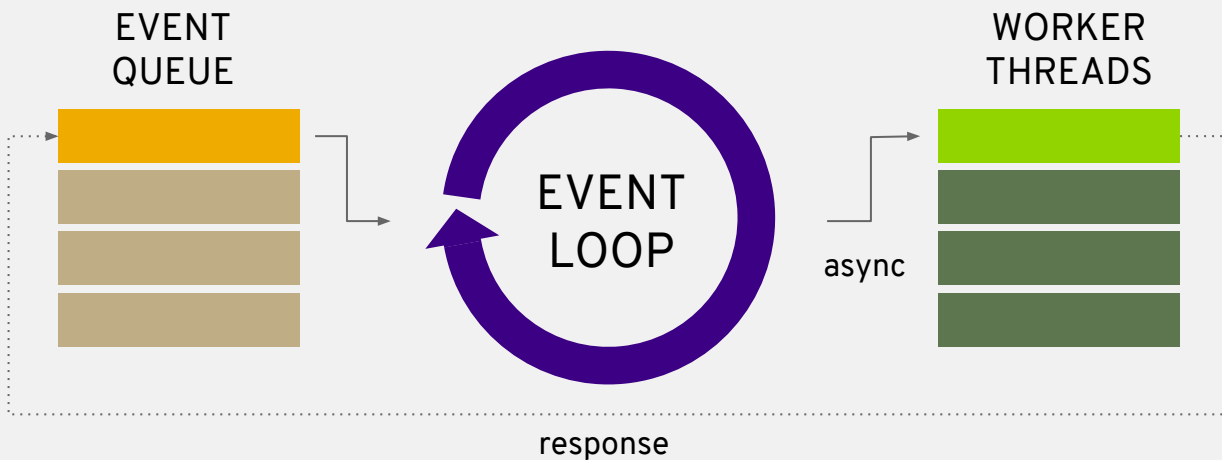 EVENT
QUEUE
EVENT
LOOP
WORKER
THREADS
async
response